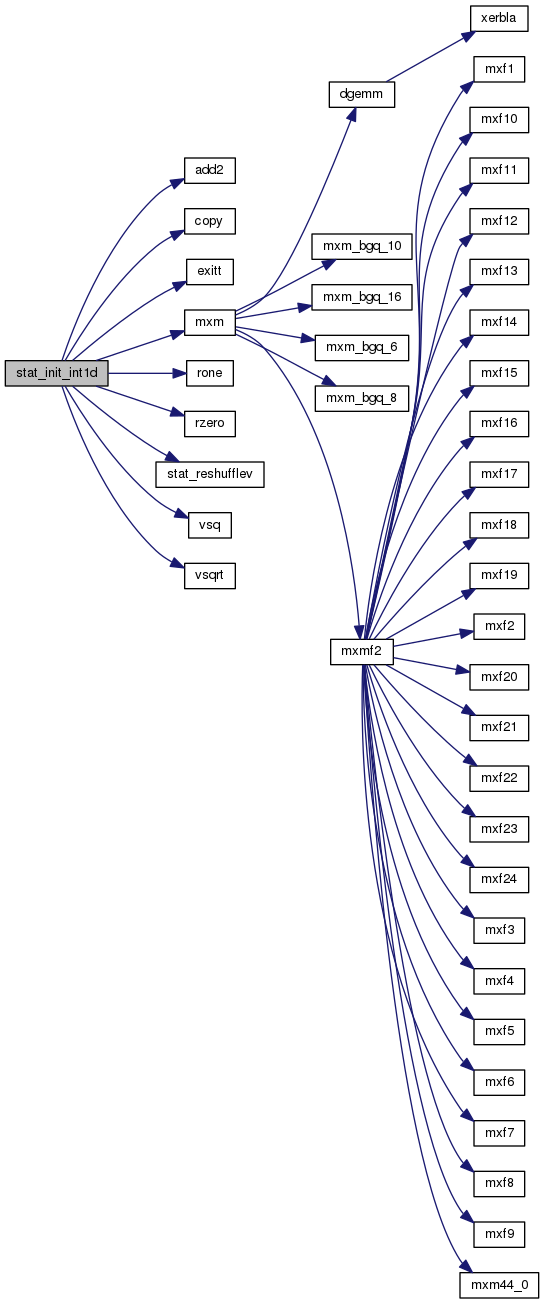 stat_init_int1d
add2
copy
exitt
mxm
rone
rzero
stat_reshufflev
vsq
vsqrt
dgemm
mxm_bgq_10
mxm_bgq_16
mxm_bgq_6
mxm_bgq_8
mxmf2
xerbla
mxf1
mxf10
mxf11
mxf12
mxf13
mxf14
mxf15
mxf16
mxf17
mxf18
mxf19
mxf2
mxf20
mxf21
mxf22
mxf23
mxf24
mxf3
mxf4
mxf5
mxf6
mxf7
mxf8
mxf9
mxm44_0